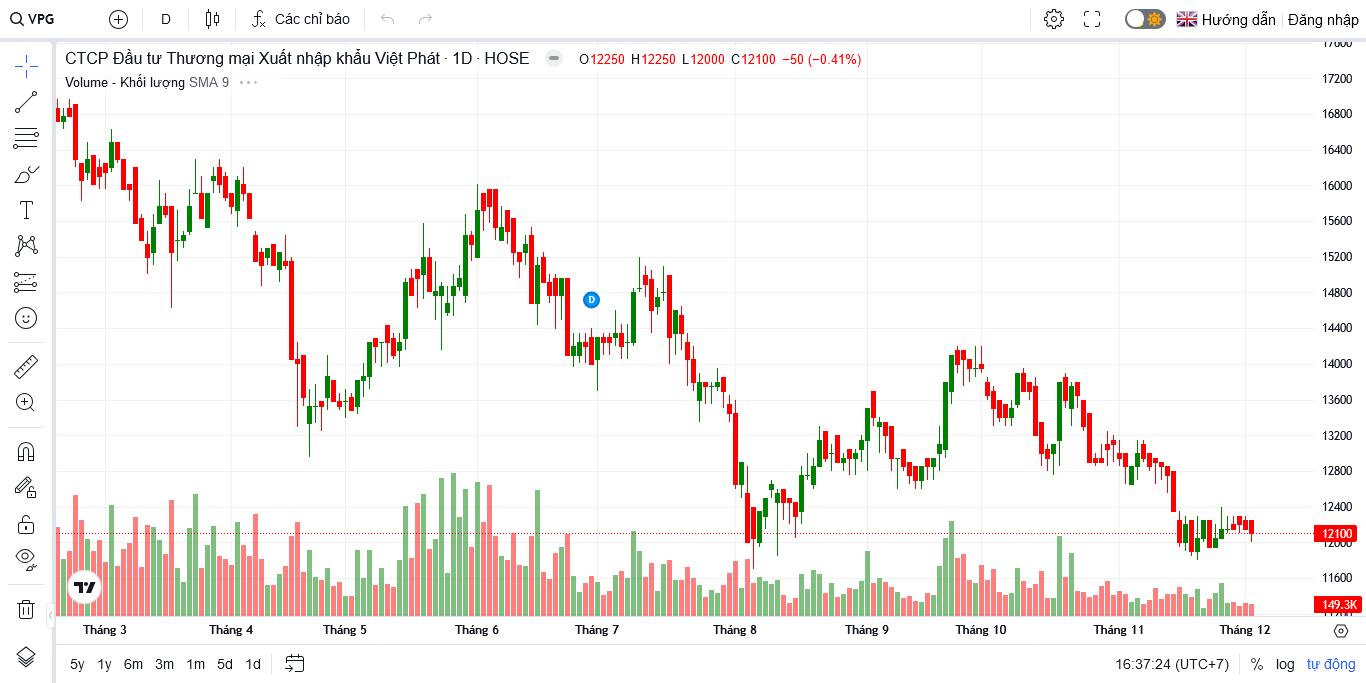 VPG D Các chỉ báo Hướng dẫn Đăng nhập
CTCP Đầu tư Thương mại Xuất nhập khẩu Việt Phát · 1D · HOSE O12250 H12250 L12000 C12100 −50 (−0.41%)
Volume - Khối lượng SMA 9
17200
16800
16400
16000
15600
15200
14800
D
14400
14000
13600
13200
12800
12400
12100
12000
11600
149.3K
Tháng 3 Tháng 4 Tháng 5 Tháng 6 Tháng 7 Tháng 8 Tháng 9 Tháng 10 Tháng 11 Tháng 12
5y 1y 6m 3m 1m 5d 1d 16:37:24 (UTC+7) % log tự động